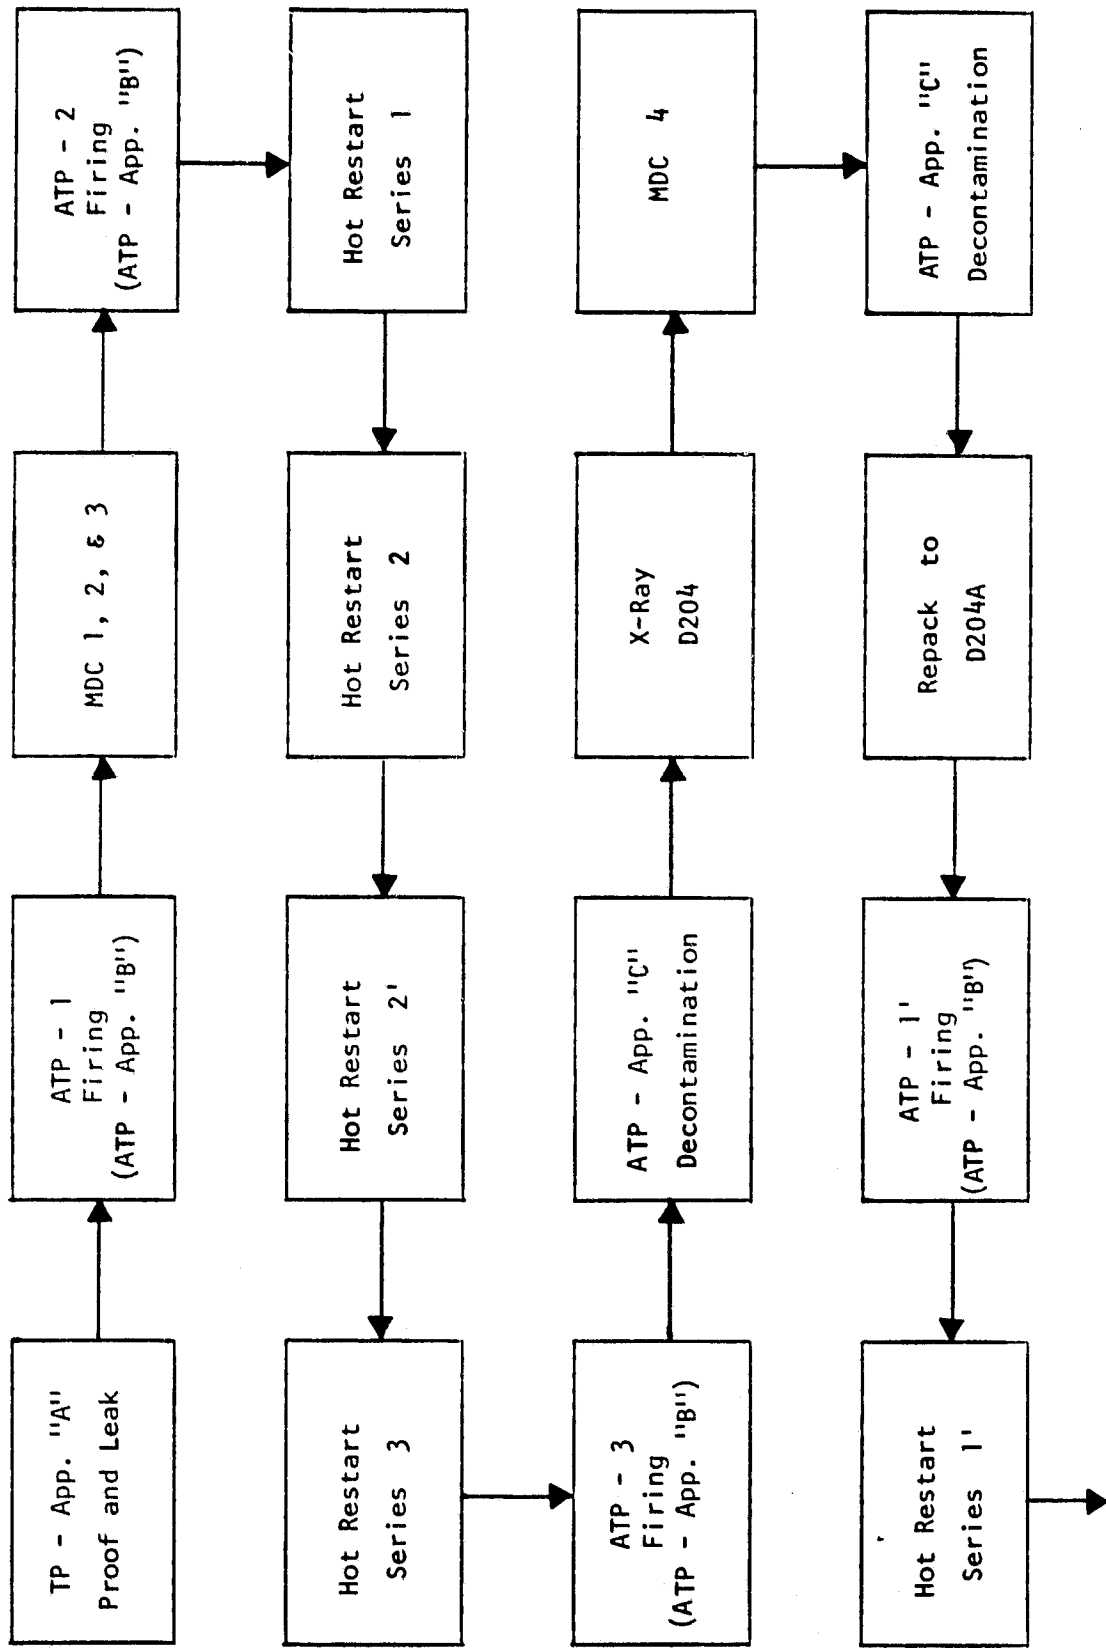 TP - App. "A"
Proof and Leak
ATP - 1
Firing
(ATP - App. "B")
MDC 1, 2, & 3
ATP - 2
Firing
(ATP - App. "B")
Hot Restart
Series 1
Hot Restart
Series 2
Hot Restart
Series 2'
Hot Restart
Series 3
ATP - 3
Firing
(ATP - App. "B")
ATP - App. "C"
Decontamination
X-Ray
D204
MDC 4
ATP - App. "C"
Decontamination
Repack to
D204A
ATP - 1'
Firing
(ATP - App. "B")
Hot Restart
Series 1'